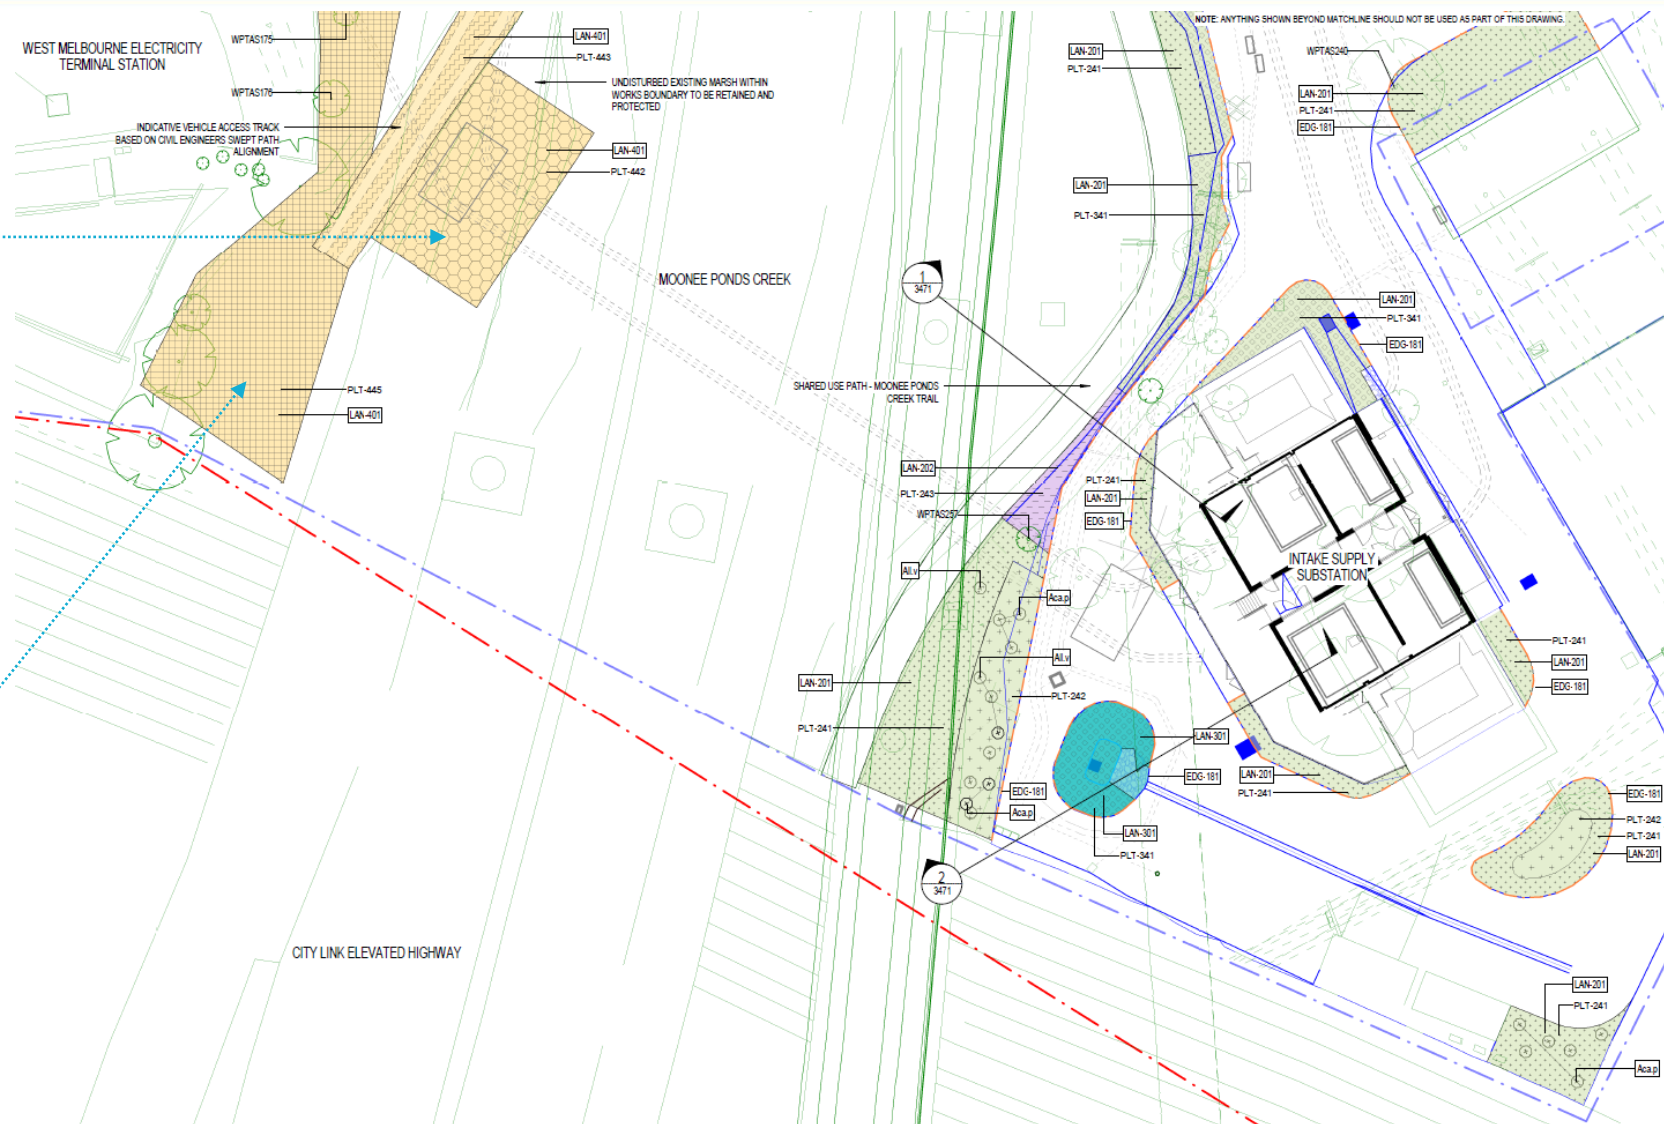 NOTE: ANYTHING SHOWN BEYOND MATCHLINE SHOULD NOT BE USED AS PART OF THIS DRAWING.
WEST MELBOURNE ELECTRICITY
TERMINAL STATION
WPTAS175
WPTAS176
INDICATIVE VEHICLE ACCESS TRACK
BASED ON CIVIL ENGINEERS SWEPT PATH
ALIGNMENT
LAN-401
PLT-443
UNDISTURBED EXISTING MARSH WITHIN
WORKS BOUNDARY TO BE RETAINED AND
PROTECTED
LAN-401
PLT-442
LAN-201
PLT-241
LAN-201
PLT-341
WPTAS240
LAN-201
PLT-241
EDG-181
MOONEE PONDS CREEK
1
3471
LAN-201
PLT-341
EDG-181
PLT-445
LAN-401
SHARED USE PATH - MOONEE PONDS
CREEK TRAIL
LAN-202
PLT-243
WPTAS257
PLT-241
LAN-201
EDG-181
INTAKE SUPPLY
SUBSTATION
All.v
Aca.p
All.v
LAN-201
PLT-242
PLT-241
PLT-241
LAN-201
EDG-181
LAN-301
EDG-181
LAN-201
PLT-241
EDG-181
Aca.p
LAN-301
PLT-341
EDG-181
PLT-242
PLT-241
LAN-201
2
3471
CITY LINK ELEVATED HIGHWAY
LAN-201
PLT-241
Aca.p